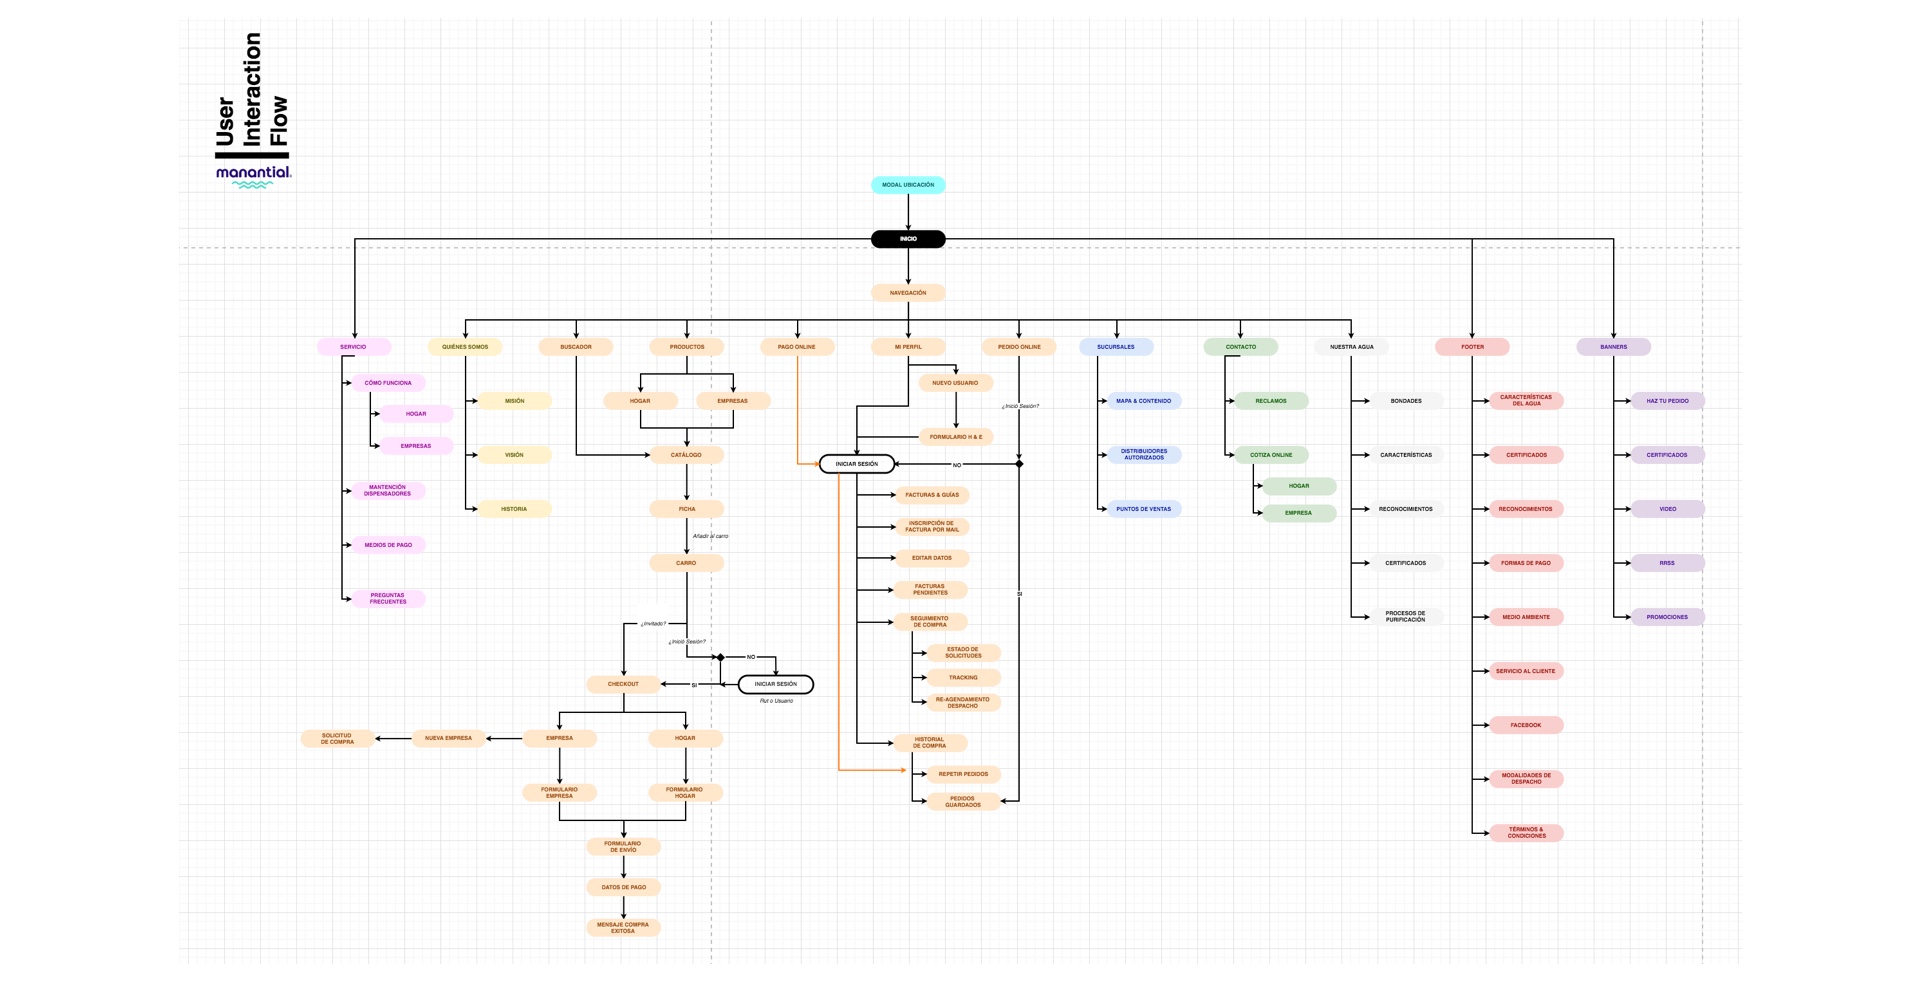 User
Interaction
Flow
manantial.
MODAL UBICACIÓN
INICIO
NAVEGACIÓN
SERVICIO
QUIÉNES SOMOS
BUSCADOR
PRODUCTOS
PAGO ONLINE
MI PERFIL
PEDIDO ONLINE
SUCURSALES
CONTACTO
NUESTRA AGUA
FOOTER
BANNERS
CÓMO FUNCIONA
HOGAR
EMPRESAS
MANTENCIÓN
DISPENSADORES
MEDIOS DE PAGO
PREGUNTAS
FRECUENTES
MISIÓN
VISIÓN
HISTORIA
HOGAR
EMPRESAS
CATÁLOGO
FICHA
Añadir al carro
CARRO
¿Invitado?
¿Inició Sesión?
NO
SI
INICIAR SESIÓN
Rut o Usuario
CHECKOUT
SOLICITUD
DE COMPRA
NUEVA EMPRESA
EMPRESA
HOGAR
FORMULARIO
EMPRESA
FORMULARIO
HOGAR
FORMULARIO
DE ENVÍO
DATOS DE PAGO
MENSAJE COMPRA
EXITOSA
NUEVO USUARIO
FORMULARIO H & E
INICIAR SESIÓN
NO
¿Inició Sesión?
SI
FACTURAS & GUÍAS
INSCRIPCIÓN DE
FACTURA POR MAIL
EDITAR DATOS
FACTURAS
PENDIENTES
SEGUIMIENTO
DE COMPRA
ESTADO DE
SOLICITUDES
TRACKING
RE-AGENDAMIENTO
DESPACHO
HISTORIAL
DE COMPRA
REPETIR PEDIDOS
PEDIDOS
GUARDADOS
MAPA & CONTENIDO
DISTRIBUIDORES
AUTORIZADOS
PUNTOS DE VENTAS
RECLAMOS
COTIZA ONLINE
HOGAR
EMPRESA
BONDADES
CARACTERÍSTICAS
RECONOCIMIENTOS
CERTIFICADOS
PROCESOS DE
PURIFICACIÓN
CARACTERÍSTICAS
DEL AGUA
CERTIFICADOS
RECONOCIMIENTOS
FORMAS DE PAGO
MEDIO AMBIENTE
SERVICIO AL CLIENTE
FACEBOOK
MODALIDADES DE
DESPACHO
TÉRMINOS &
CONDICIONES
HAZ TU PEDIDO
CERTIFICADOS
VIDEO
RRSS
PROMOCIONES